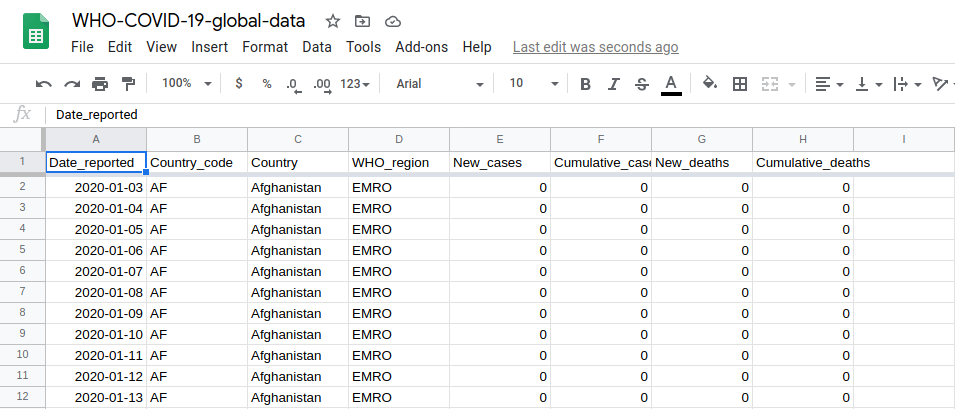 WHO-COVID-19-global-data
File Edit View Insert Format Data Tools Add-ons Help Last edit was seconds ago
100% $ % .0 .00 123 Arial 10 B I S A
fx Date_reported
A B C D E F G H I
1 Date_reported Country_code Country WHO_region New_cases Cumulative_cas New_deaths Cumulative_deaths
2 2020-01-03 AF Afghanistan EMRO 0 0 0 0
3 2020-01-04 AF Afghanistan EMRO 0 0 0 0
4 2020-01-05 AF Afghanistan EMRO 0 0 0 0
5 2020-01-06 AF Afghanistan EMRO 0 0 0 0
6 2020-01-07 AF Afghanistan EMRO 0 0 0 0
7 2020-01-08 AF Afghanistan EMRO 0 0 0 0
8 2020-01-09 AF Afghanistan EMRO 0 0 0 0
9 2020-01-10 AF Afghanistan EMRO 0 0 0 0
10 2020-01-11 AF Afghanistan EMRO 0 0 0 0
11 2020-01-12 AF Afghanistan EMRO 0 0 0 0
12 2020-01-13 AF Afghanistan EMRO 0 0 0 0